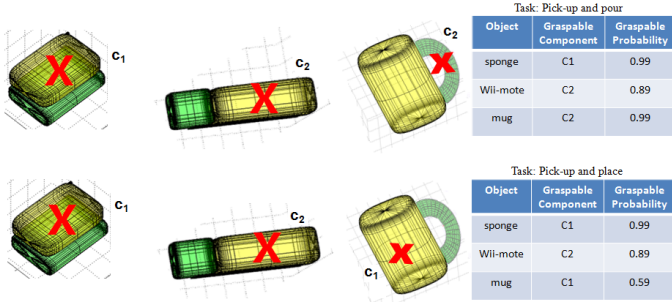 Task: Pick-up and pour
c1
X
c2
X
c2
X
Object Graspable Component Graspable Probability
sponge C1 0.99
Wii-mote C2 0.89
mug C2 0.99
Task: Pick-up and place
c1
X
c2
X
c1
X
Object Graspable Component Graspable Probability
sponge C1 0.99
Wii-mote C2 0.89
mug C1 0.59